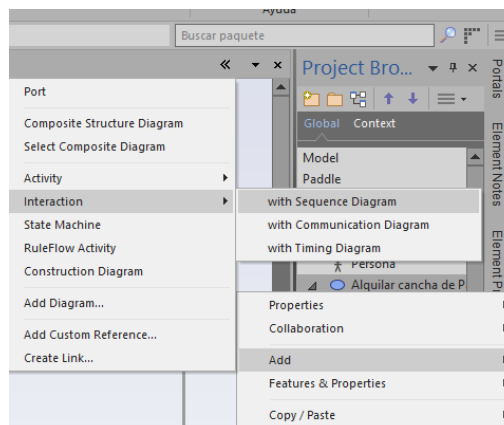 Ayuda
Buscar paquete
Project Bro...
Global Context
Model
Paddle
Port
Composite Structure Diagram
Select Composite Diagram
Activity
Interaction
State Machine
RuleFlow Activity
Construction Diagram
Add Diagram...
Add Custom Reference...
Create Link...
with Sequence Diagram
with Communication Diagram
with Timing Diagram
Persona
Alquilar cancha de P
Properties
Collaboration
Add
Features & Properties
Copy / Paste
Portals
Element Notes
Element Pr